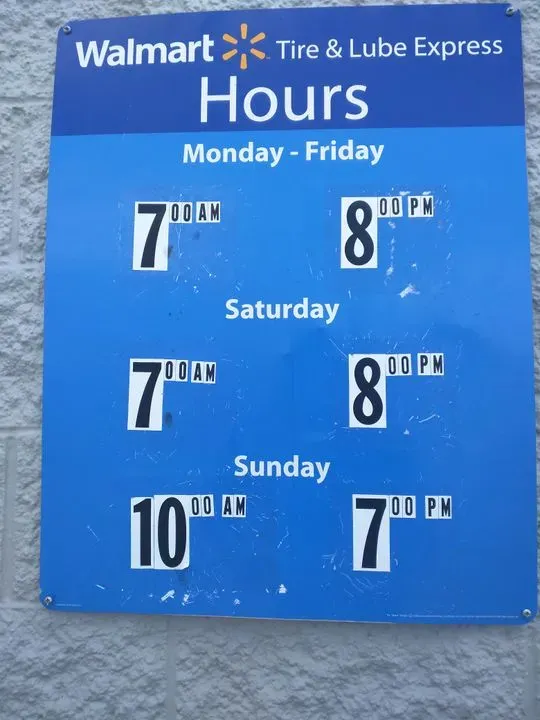 Walmart Tire & Lube Express
Hours
Monday - Friday
7 00 AM 8 00 PM
Saturday
7 00 AM 8 00 PM
Sunday
10 00 AM 7 00 PM